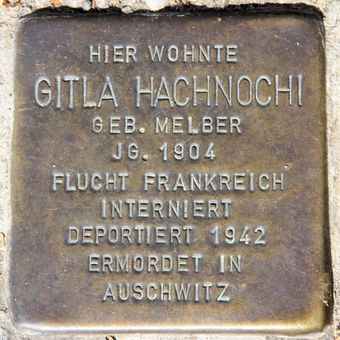 HIER WOHNTE
GITLA HACHNOCHI
GEB. MELBER
JG. 1904
FLUCHT FRANKREICH
INTERNIERT
DEPORTIERT 1942
ERMORDET IN
AUSCHWITZ